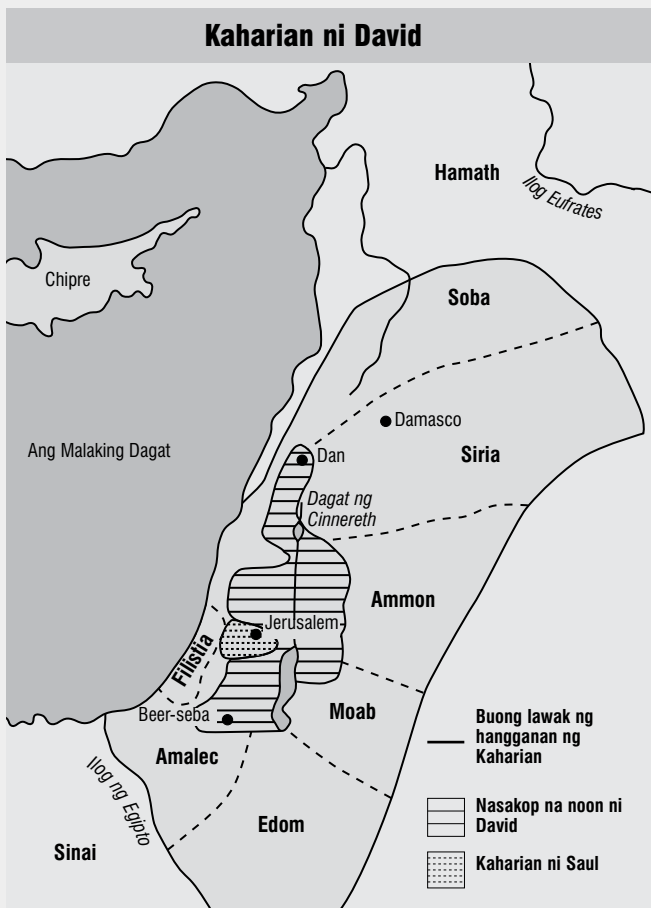 Kaharian ni David
Hamath
Ilog Eufrates
Chipre
Soba
Damasco
Ang Malaking Dagat
Dan
Siria
Dagat ng
Cinnereth
Ammon
Jerusalem
Filistia
Beer-seba
Moab
Amalec
Ilog ng Egipto
Edom
Sinai
Buong lawak ng
hangganan ng
Kaharian
Nasakop na noon ni
David
Kaharian ni Saul